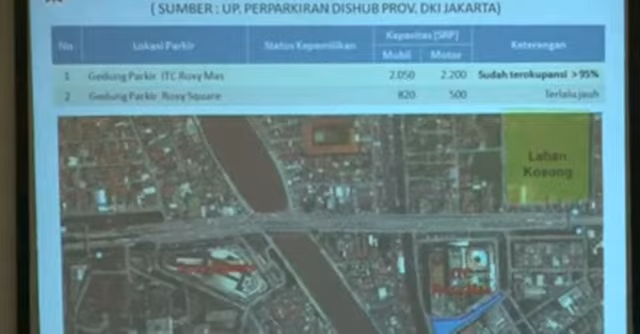 ( SUMBER : UP. PERPARKIRAN DISHUB PROV. DKI JAKARTA)
No Lokasi Parkir Status Kepemilikan Kapasitas (SRP) Keterangan
Mobil Motor
1 Gedung Parkir ITC Roxy Mas 2.050 2.200 Sudah terokupansi > 95%
2 Gedung Parkir Roxy Square 820 500 Terlalu jauh
Lahan
Kosong
ITC